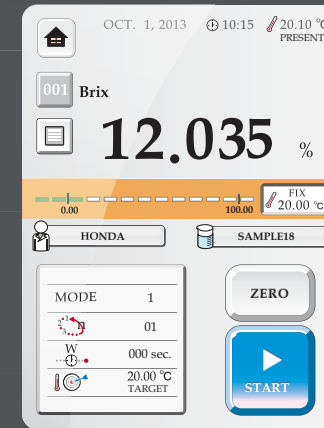 OCT. 1, 2013 10:15 20.10 °C
PRESENT
001 Brix
12.035 %
0.00 100.00
FIX
20.00 °C
HONDA SAMPLE18
MODE 1
n 01
W 000 sec.
20.00 °C
TARGET
ZERO
START